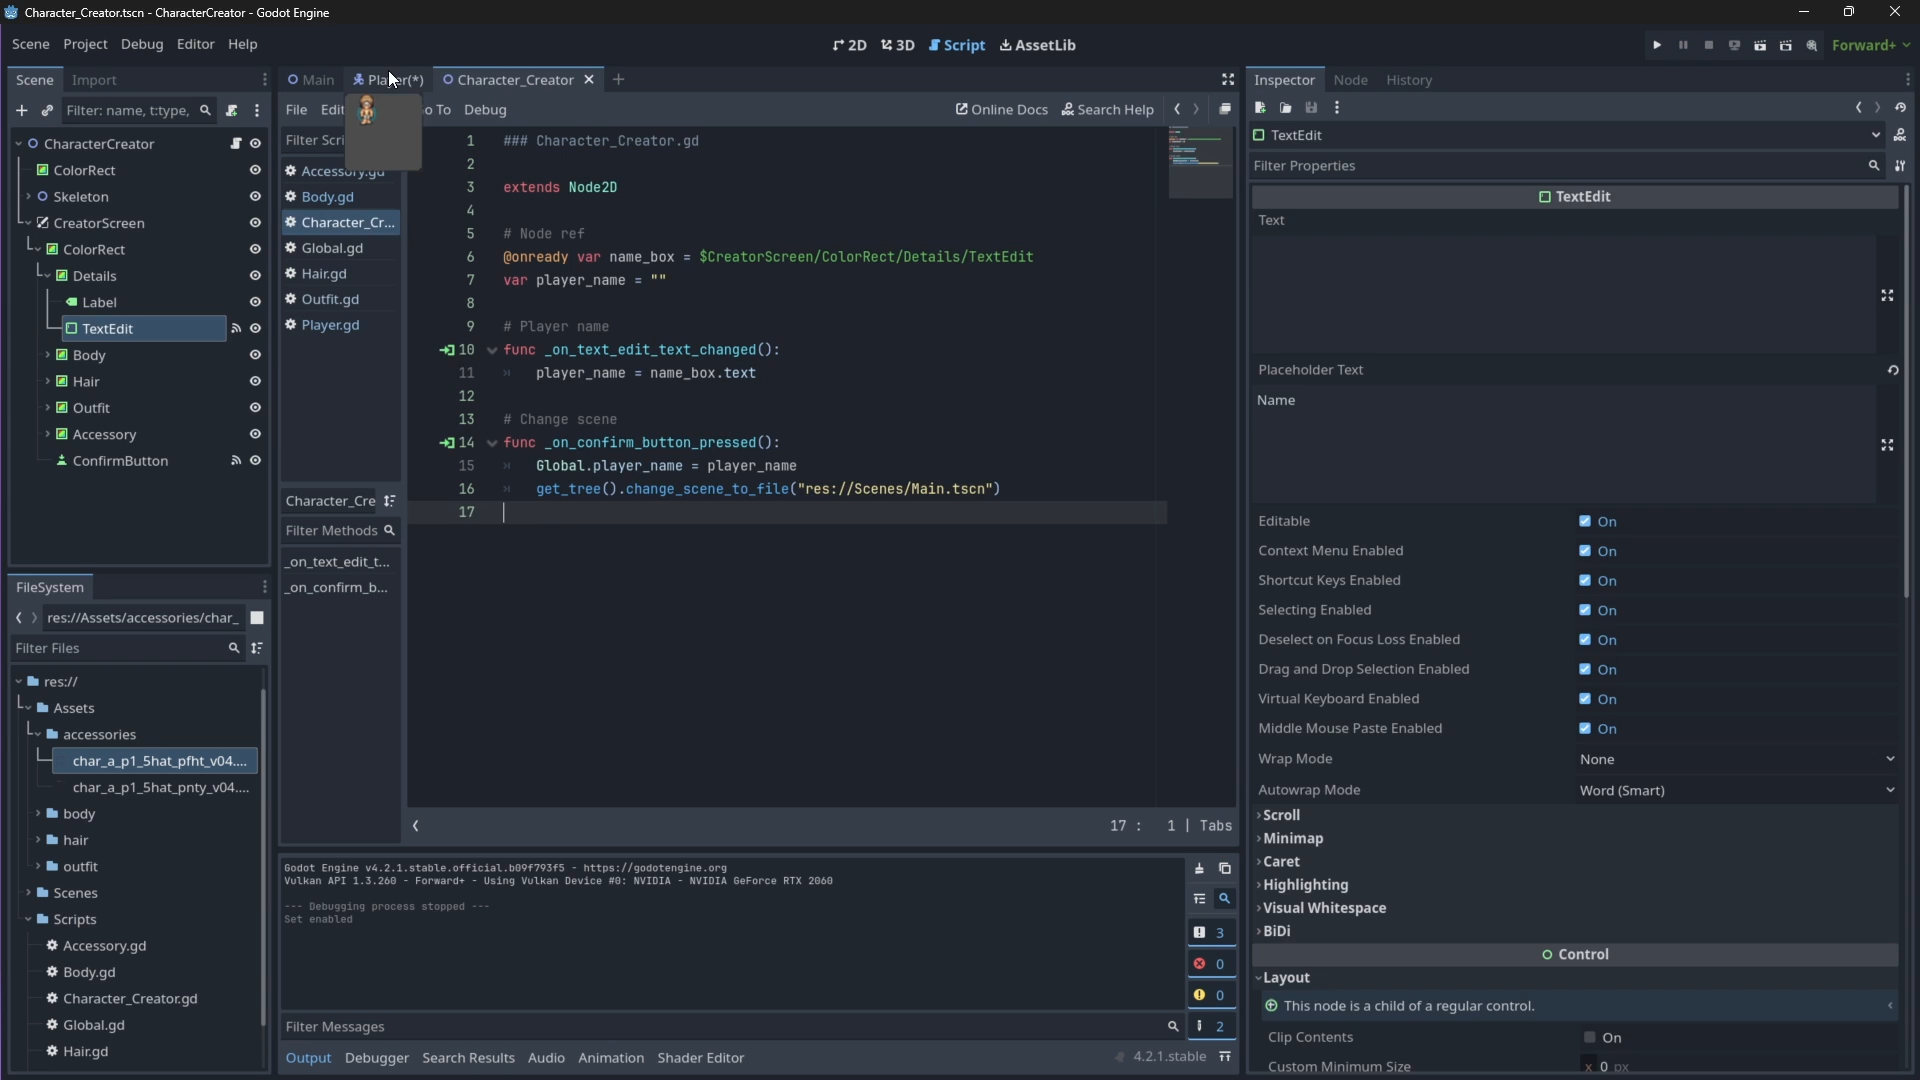 Character_Creator.tscn - CharacterCreator - Godot Engine
Scene Project Debug Editor Help
2D 3D Script AssetLib
Forward+
Scene Import
Main
Player(*)
Character_Creator
Inspector Node History
Filter: name, t:type,
File
Go To Debug
Online Docs Search Help
CharacterCreator
ColorRect
Skeleton
CreatorScreen
ColorRect
Details
Label
TextEdit
Body
Hair
Outfit
Accessory
ConfirmButton
Filter Scri
Accessory.gd
Body.gd
Character_Cr...
Global.gd
Hair.gd
Outfit.gd
Player.gd
Character_Cre
Filter Methods
_on_text_edit_t...
_on_confirm_b...
1 ### Character_Creator.gd
2
3 extends Node2D
4
5 # Node ref
6 @onready var name_box = $CreatorScreen/ColorRect/Details/TextEdit
7 var player_name = ""
8
9 # Player name
10 func _on_text_edit_text_changed():
11 player_name = name_box.text
12
13 # Change scene
14 func _on_confirm_button_pressed():
15 Global.player_name = player_name
16 get_tree().change_scene_to_file("res://Scenes/Main.tscn")
17
17 : 1 | Tabs
FileSystem
res://Assets/accessories/char_
Filter Files
res://
Assets
accessories
char_a_p1_5hat_pfht_v04....
char_a_p1_5hat_pnty_v04....
body
hair
outfit
Scenes
Scripts
Accessory.gd
Body.gd
Character_Creator.gd
Global.gd
Hair.gd
Godot Engine v4.2.1.stable.official.b09f793f5 - https://godotengine.org
Vulkan API 1.3.260 - Forward+ - Using Vulkan Device #0: NVIDIA - NVIDIA GeForce RTX 2060
--- Debugging process stopped ---
Set enabled
3
0
0
2
Filter Messages
Output Debugger Search Results Audio Animation Shader Editor
4.2.1.stable
TextEdit
Filter Properties
TextEdit
Text
Placeholder Text
Name
Editable On
Context Menu Enabled On
Shortcut Keys Enabled On
Selecting Enabled On
Deselect on Focus Loss Enabled On
Drag and Drop Selection Enabled On
Virtual Keyboard Enabled On
Middle Mouse Paste Enabled On
Wrap Mode None
Autowrap Mode Word (Smart)
Scroll
Minimap
Caret
Highlighting
Visual Whitespace
BiDi
Control
Layout
This node is a child of a regular control.
Clip Contents On
Custom Minimum Size x 0 px